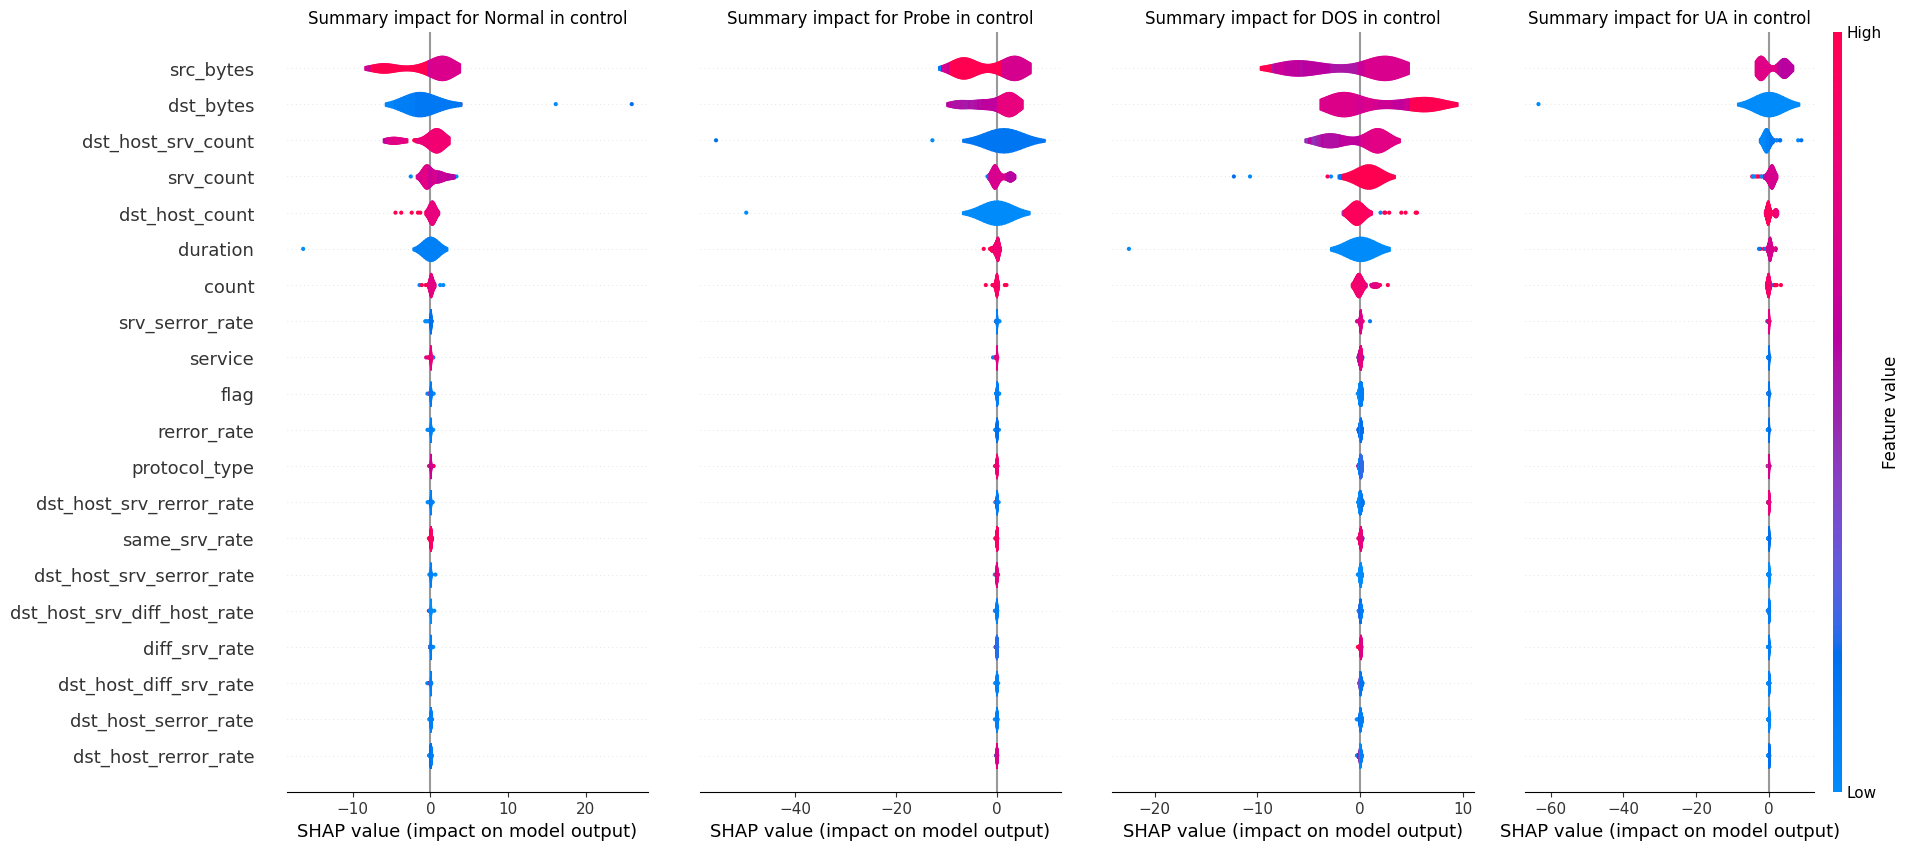 Summary impact for Normal in control
Summary impact for Probe in control
Summary impact for DOS in control
Summary impact for UA in control
High
src_bytes
dst_bytes
dst_host_srv_count
srv_count
dst_host_count
duration
count
srv_serror_rate
service
flag
rerror_rate
protocol_type
dst_host_srv_rerror_rate
same_srv_rate
dst_host_srv_serror_rate
dst_host_srv_diff_host_rate
diff_srv_rate
dst_host_diff_srv_rate
dst_host_serror_rate
dst_host_rerror_rate
Feature value
Low
−10 0 10 20
−40 −20 0
−20 −10 0 10
−60 −40 −20 0
SHAP value (impact on model output)
SHAP value (impact on model output)
SHAP value (impact on model output)
SHAP value (impact on model output)